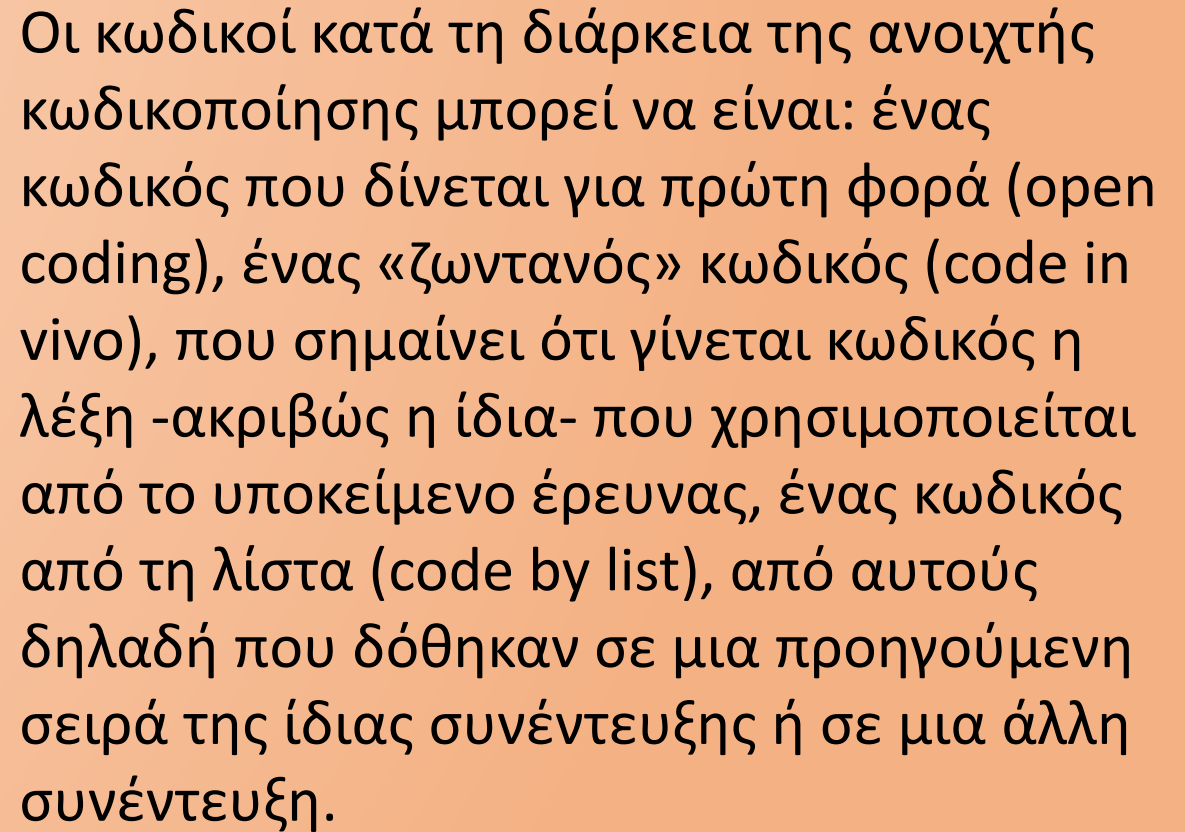 Οι κωδικοί κατά τη διάρκεια της ανοιχτής
κωδικοποίησης μπορεί να είναι: ένας
κωδικός που δίνεται για πρώτη φορά (open
coding), ένας «ζωντανός» κωδικός (code in
vivo), που σημαίνει ότι γίνεται κωδικός η
λέξη -ακριβώς η ίδια- που χρησιμοποιείται
από το υποκείμενο έρευνας, ένας κωδικός
από τη λίστα (code by list), από αυτούς
δηλαδή που δόθηκαν σε μια προηγούμενη
σειρά της ίδιας συνέντευξης ή σε μια άλλη
συνέντευξη.